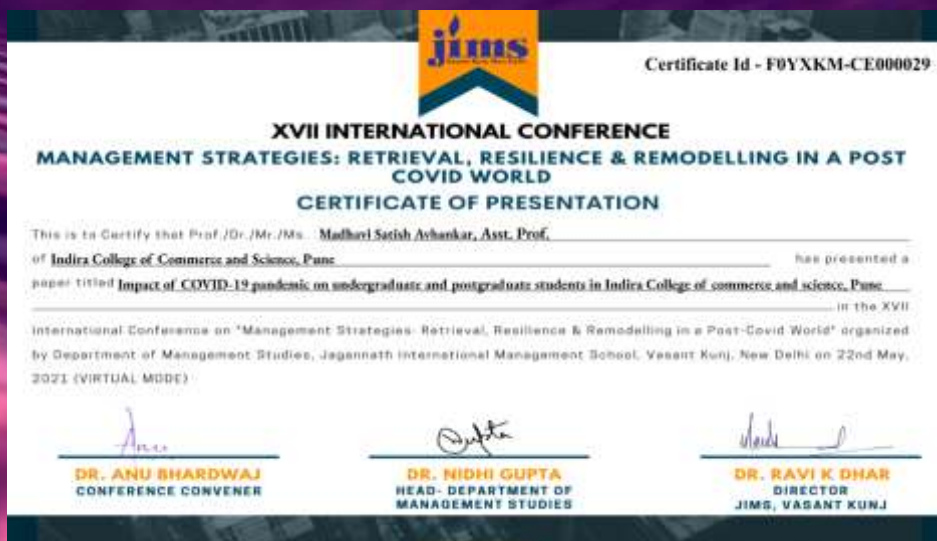 jims
Certificate Id - F0YXKM-CE000029
XVII INTERNATIONAL CONFERENCE
MANAGEMENT STRATEGIES: RETRIEVAL, RESILIENCE & REMODELLING IN A POST
COVID WORLD
CERTIFICATE OF PRESENTATION
This is to Certify that Prof./Dr./Mr./Ms. Madhavi Satish Avhankar, Asst. Prof.
of Indira College of Commerce and Science, Pune has presented a
paper titled Impact of COVID-19 pandemic on undergraduate and postgraduate students in Indira College of commerce and science, Pune
in the XVII
International Conference on "Management Strategies: Retrieval, Resilience & Remodelling in a Post-Covid World" organized
by Department of Management Studies, Jagannath International Management School, Vasant Kunj, New Delhi on 22nd May,
2021 (VIRTUAL MODE)
Anu
Gupta
DR. ANU BHARDWAJ
CONFERENCE CONVENER
DR. NIDHI GUPTA
HEAD- DEPARTMENT OF
MANAGEMENT STUDIES
DR. RAVI K DHAR
DIRECTOR
JIMS, VASANT KUNJ